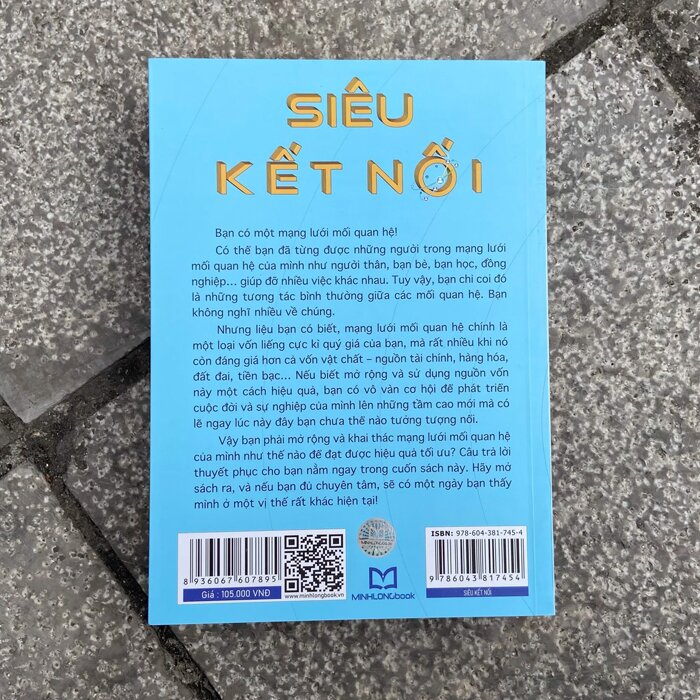 SIÊU
KẾT NỐI
Bạn có một mạng lưới mối quan hệ!
Có thể bạn đã từng được những người trong mạng lưới
mối quan hệ của mình như người thân, bạn bè, bạn học, đồng
nghiệp... giúp đỡ nhiều việc khác nhau. Tuy vậy, bạn chỉ coi đó
là những tương tác bình thường giữa các mối quan hệ. Bạn
không nghĩ nhiều về chúng.
Nhưng liệu bạn có biết, mạng lưới mối quan hệ chính là
một loại vốn liếng cực kì quý giá của bạn, mà rất nhiều khi nó
còn đáng giá hơn cả vốn vật chất – nguồn tài chính, hàng hóa,
đất đai, tiền bạc... Nếu biết mở rộng và sử dụng nguồn vốn
này một cách hiệu quả, bạn có vô vàn cơ hội để phát triển
cuộc đời và sự nghiệp của mình lên những tầm cao mới mà có
lẽ ngay lúc này đây bạn chưa thể nào tưởng tượng nổi.
Vậy bạn phải mở rộng và khai thác mạng lưới mối quan hệ
của mình như thế nào để đạt được hiệu quả tối ưu? Câu trả lời
thuyết phục cho bạn nằm ngay trong cuốn sách này. Hãy mở
sách ra, và nếu bạn đủ chuyên tâm, sẽ có một ngày bạn thấy
mình ở một vị thế rất khác hiện tại!
8 936067 607895
Giá : 105.000 VNĐ
www.minhlongbook.vn
MINHLONGbook
ISBN: 978-604-381-745-4
9 786043 817454
SIÊU KẾT NỐI